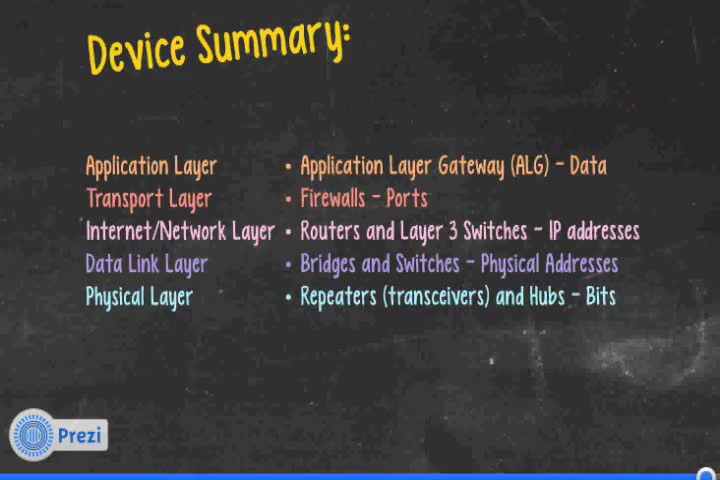 Device Summary:
Application Layer • Application Layer Gateway (ALG) - Data
Transport Layer • Firewalls - Ports
Internet/Network Layer • Routers and Layer 3 Switches - IP addresses
Data Link Layer • Bridges and Switches - Physical Addresses
Physical Layer • Repeaters (transceivers) and Hubs - Bits
Prezi